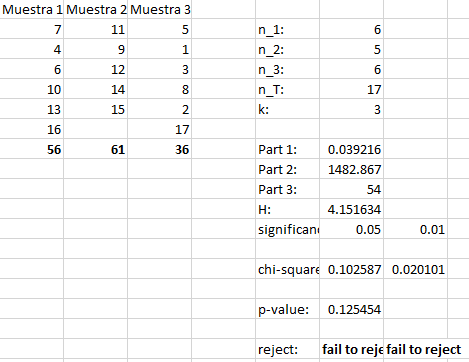 Muestra 1 Muestra 2 Muestra 3
7 11 5 n_1: 6
4 9 1 n_2: 5
6 12 3 n_3: 6
10 14 8 n_T: 17
13 15 2 k: 3
16 17
56 61 36 Part 1: 0.039216
Part 2: 1482.867
Part 3: 54
H: 4.151634
significan 0.05 0.01
chi-square 0.102587 0.020101
p-value: 0.125454
reject: fail to reje fail to reject